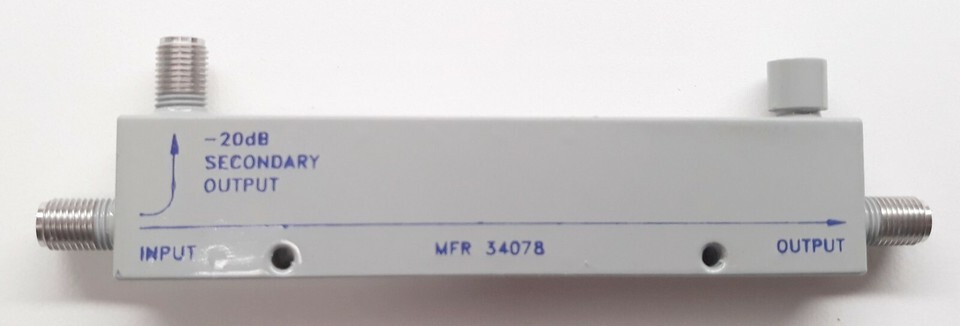 -20dB
SECONDARY
OUTPUT
INPUT
MFR 34078
OUTPUT